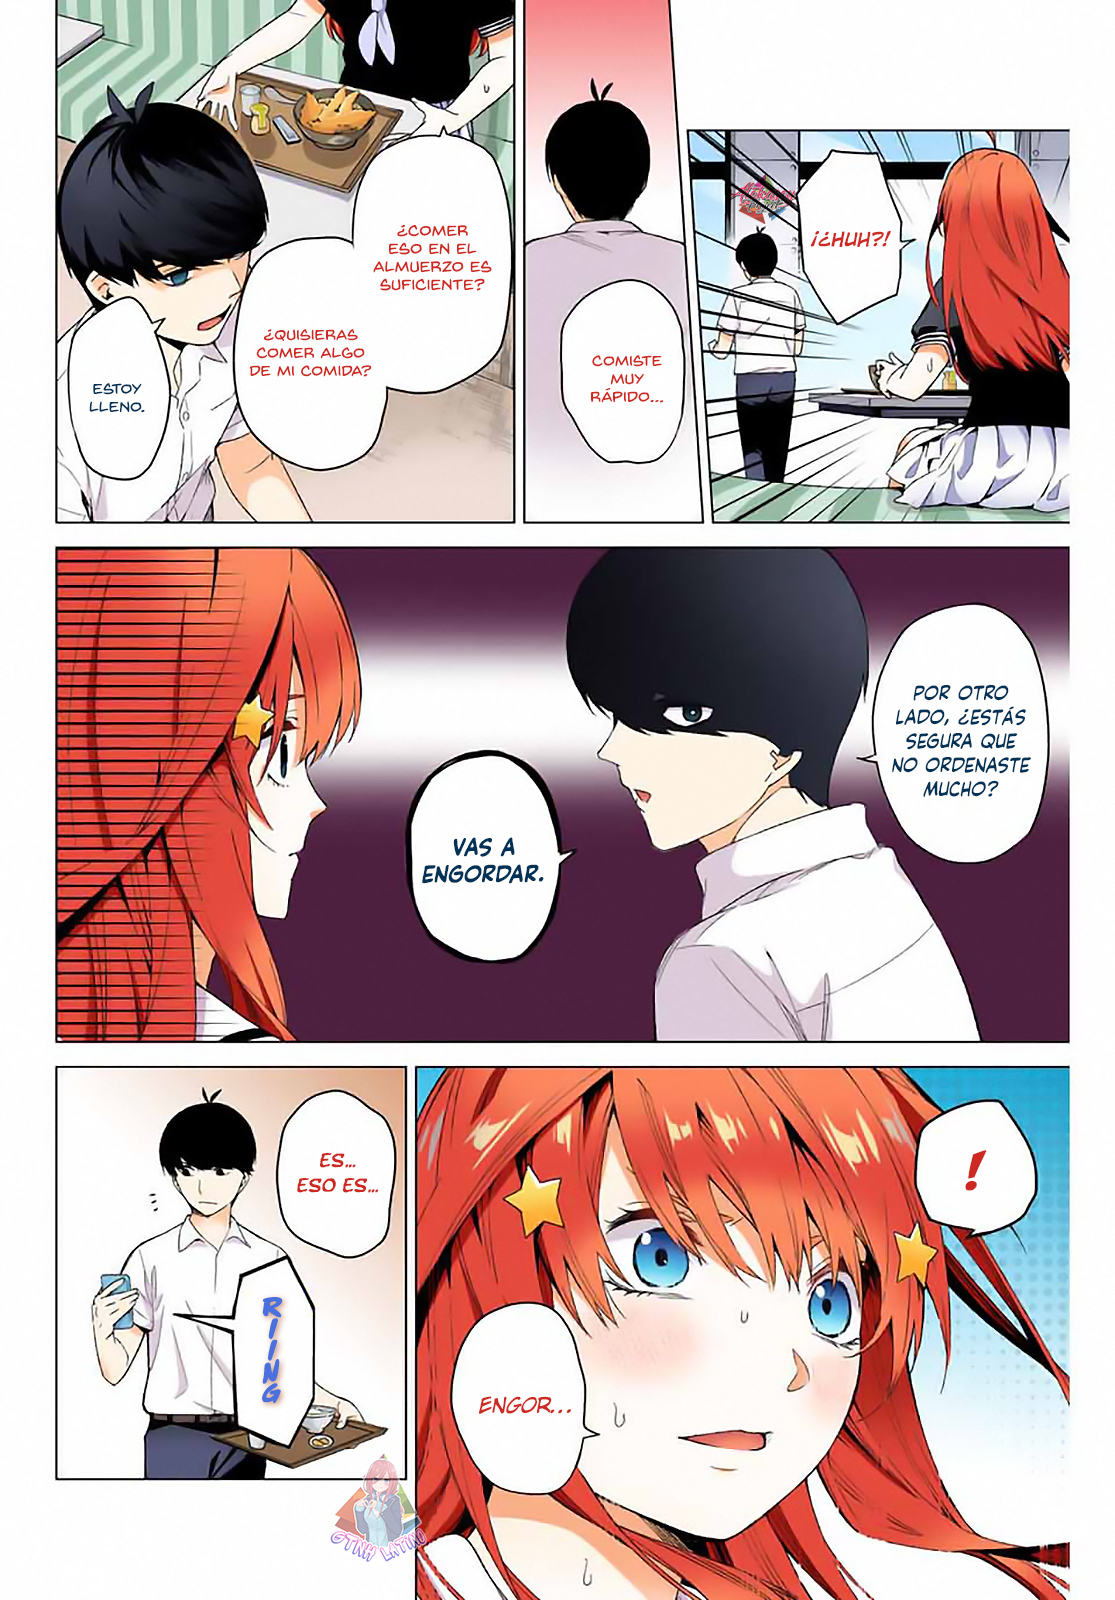 ¡¿HUH?!
COMISTE
MUY
RÁPIDO...
¿COMER
ESO EN EL
ALMUERZO ES
SUFICIENTE?
¿QUISIERAS
COMER ALGO
DE MI COMIDA?
ESTOY
LLENO.
POR OTRO
LADO, ¿ESTÁS
SEGURA QUE
NO ORDENASTE
MUCHO?
VAS A
ENGORDAR.
!
ENGOR...
ES...
ESO ES...
RIING
GTNH LATINO